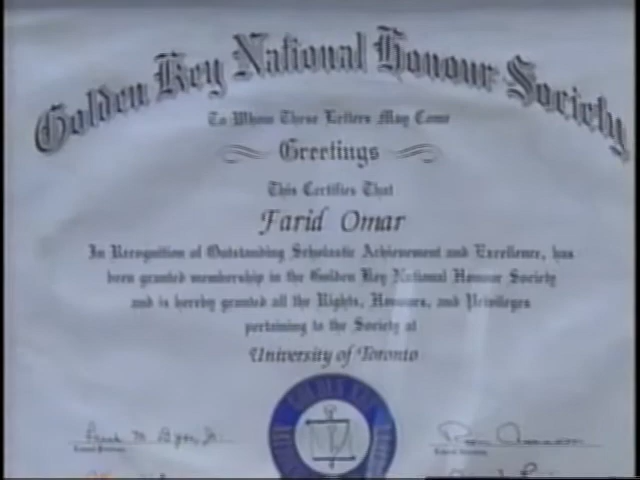 Golden Key National Honour Society
To Whom These Letters May Come
Greetings
This Certifies That
Farid Omar
In Recognition of Outstanding Scholastic Achievement and Excellence, has
been granted membership in the Golden Key National Honour Society
and is hereby granted all the Rights, Honours, and Privileges
pertaining to the Society at
University of Toronto
GOLDEN KEY